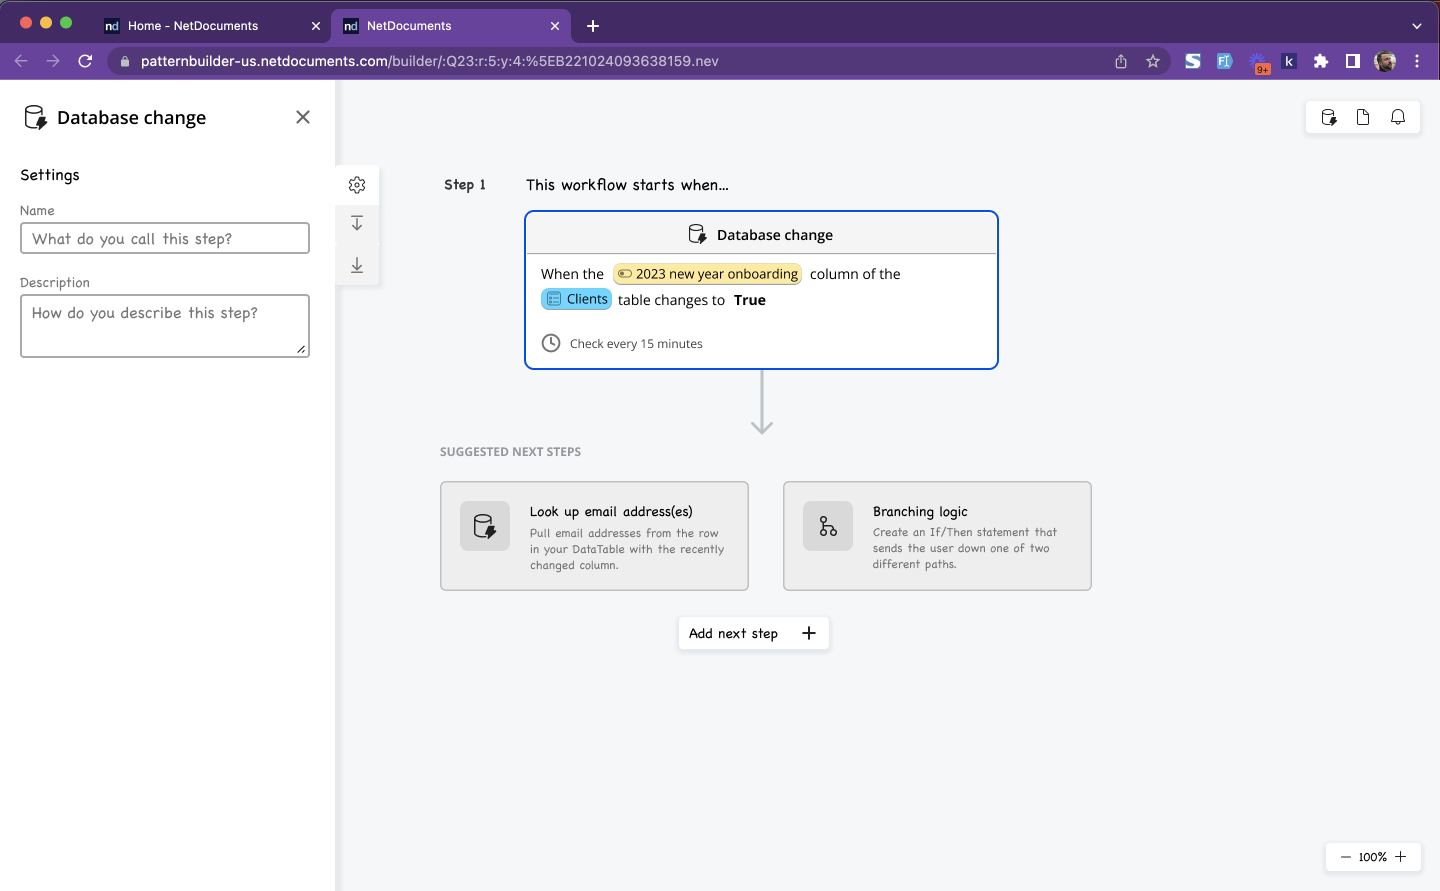 nd Home - NetDocuments
nd NetDocuments
patternbuilder-us.netdocuments.com/builder/:Q23:r:5:y:4:%5EB221024093638159.nev
S
FI
9+
k
Database change
Settings
Name
What do you call this step?
Description
How do you describe this step?
Step 1
This workflow starts when...
Database change
When the 2023 new year onboarding column of the
Clients table changes to True
Check every 15 minutes
SUGGESTED NEXT STEPS
Look up email address(es)
Pull email addresses from the row
in your DataTable with the recently
changed column.
Branching logic
Create an If/Then statement that
sends the user down one of two
different paths.
Add next step +
− 100% +